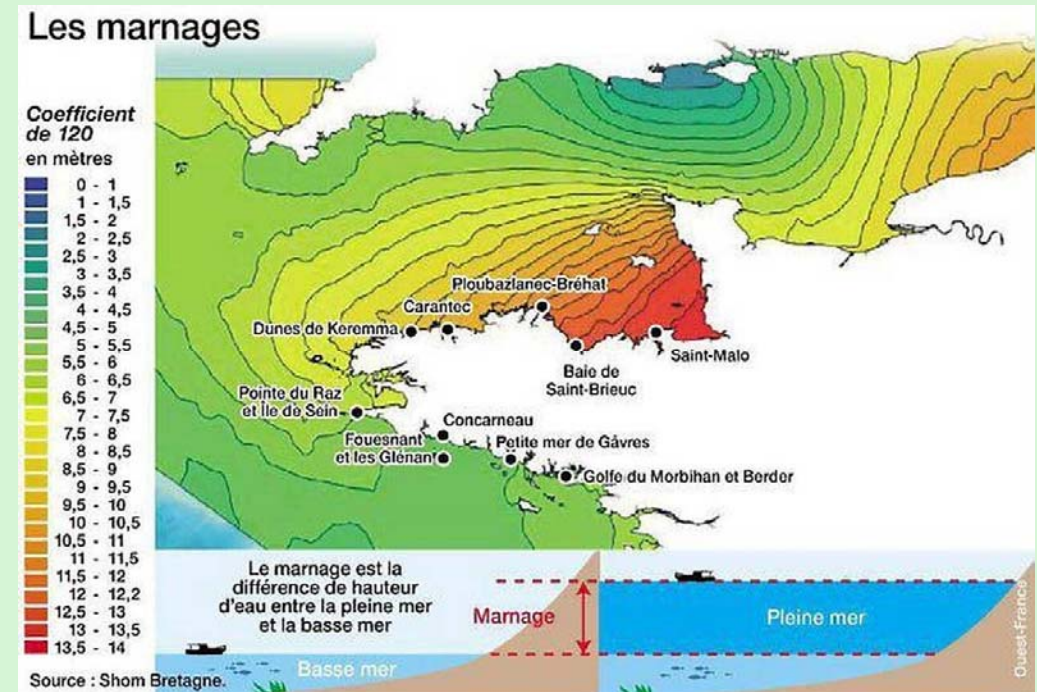 Les marnages
Coefficient
de 120
en mètres
0 - 1
1 - 1,5
1,5 - 2
2 - 2,5
2,5 - 3
3 - 3,5
3,5 - 4
4 - 4,5
4,5 - 5
5 - 5,5
5,5 - 6
6 - 6,5
6,5 - 7
7 - 7,5
7,5 - 8
8 - 8,5
8,5 - 9
9 - 9,5
9,5 - 10
10 - 10,5
10,5 - 11
11 - 11,5
11,5 - 12
12 - 12,2
12,5 - 13
13 - 13,5
13,5 - 14
Ploubazlanec-Bréhat
Carantec
Dunes de Keremma
Saint-Malo
Baie de
Saint-Brieuc
Pointe du Raz
et Île de Sein
Concarneau
Fouesnant
et les Glénan
Petite mer de Gâvres
Golfe du Morbihan et Berder
Le marnage est la
différence de hauteur
d'eau entre la pleine mer
et la basse mer
Marnage
Pleine mer
Basse mer
Source : Shom Bretagne.
Ouest-France